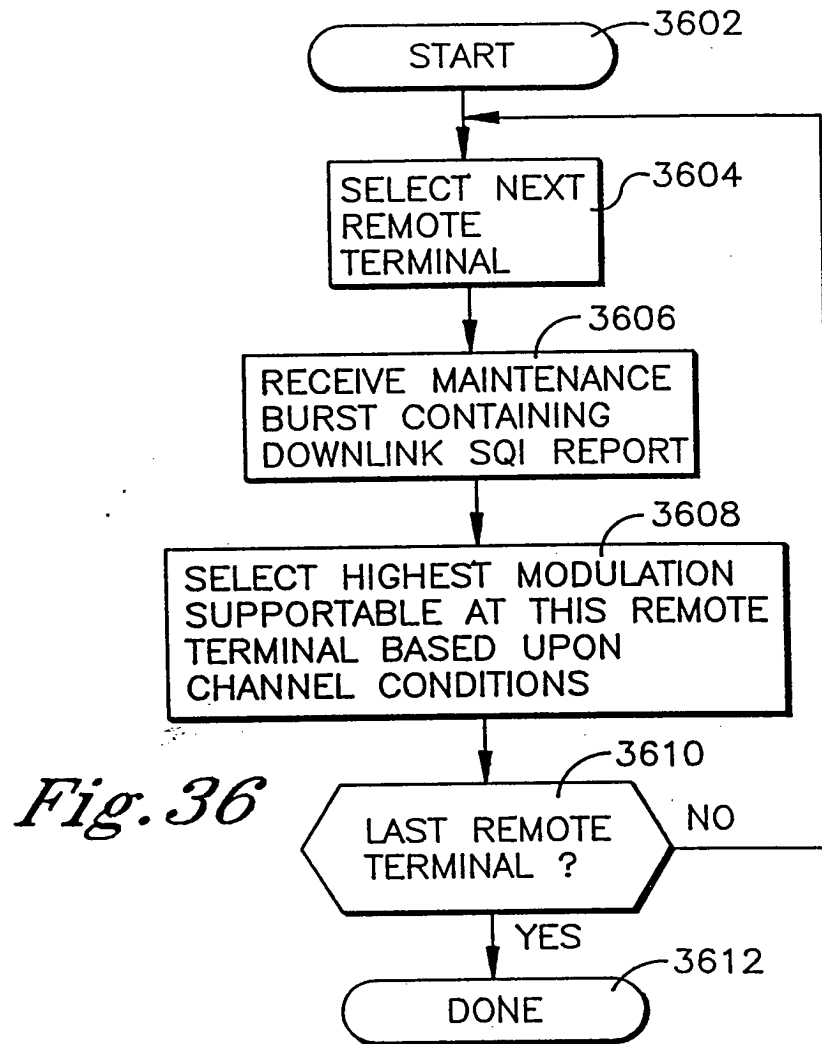 3602
START
3604
SELECT NEXT
REMOTE
TERMINAL
3606
RECEIVE MAINTENANCE
BURST CONTAINING
DOWNLINK SQI REPORT
3608
SELECT HIGHEST MODULATION
SUPPORTABLE AT THIS REMOTE
TERMINAL BASED UPON
CHANNEL CONDITIONS
3610
Fig. 36
LAST REMOTE
TERMINAL ?
NO
YES
3612
DONE